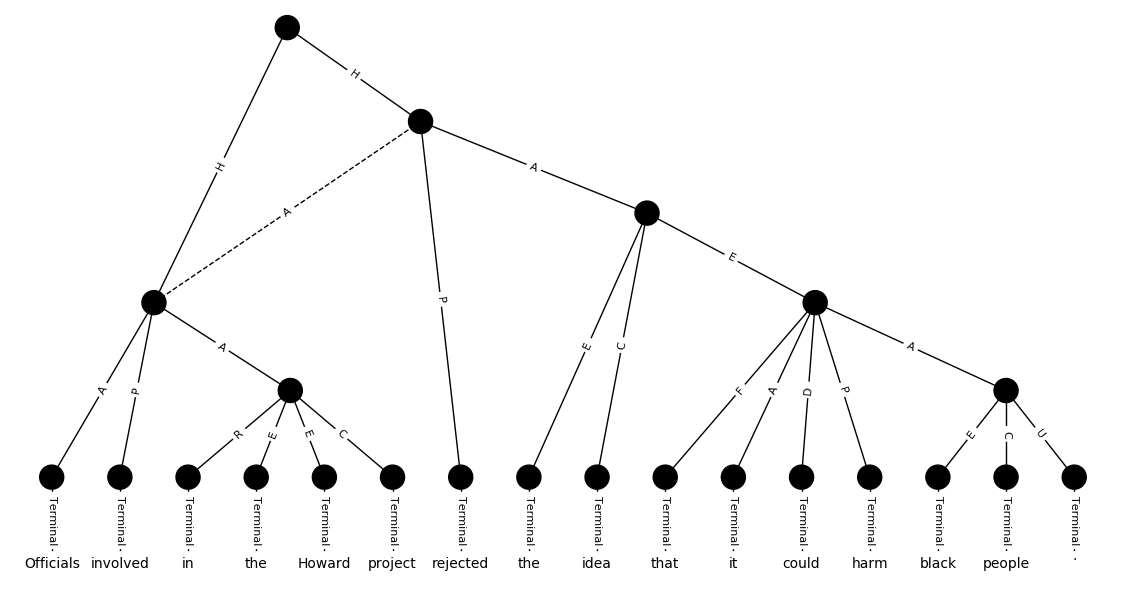 H
H
A
A
P
A
E
A
P
A
R
E
E
C
E
C
F
A
D
P
A
E
C
U
Terminal Terminal Terminal Terminal Terminal Terminal Terminal Terminal Terminal Terminal Terminal Terminal Terminal Terminal Terminal Terminal
Officials involved in the Howard project rejected the idea that it could harm black people .